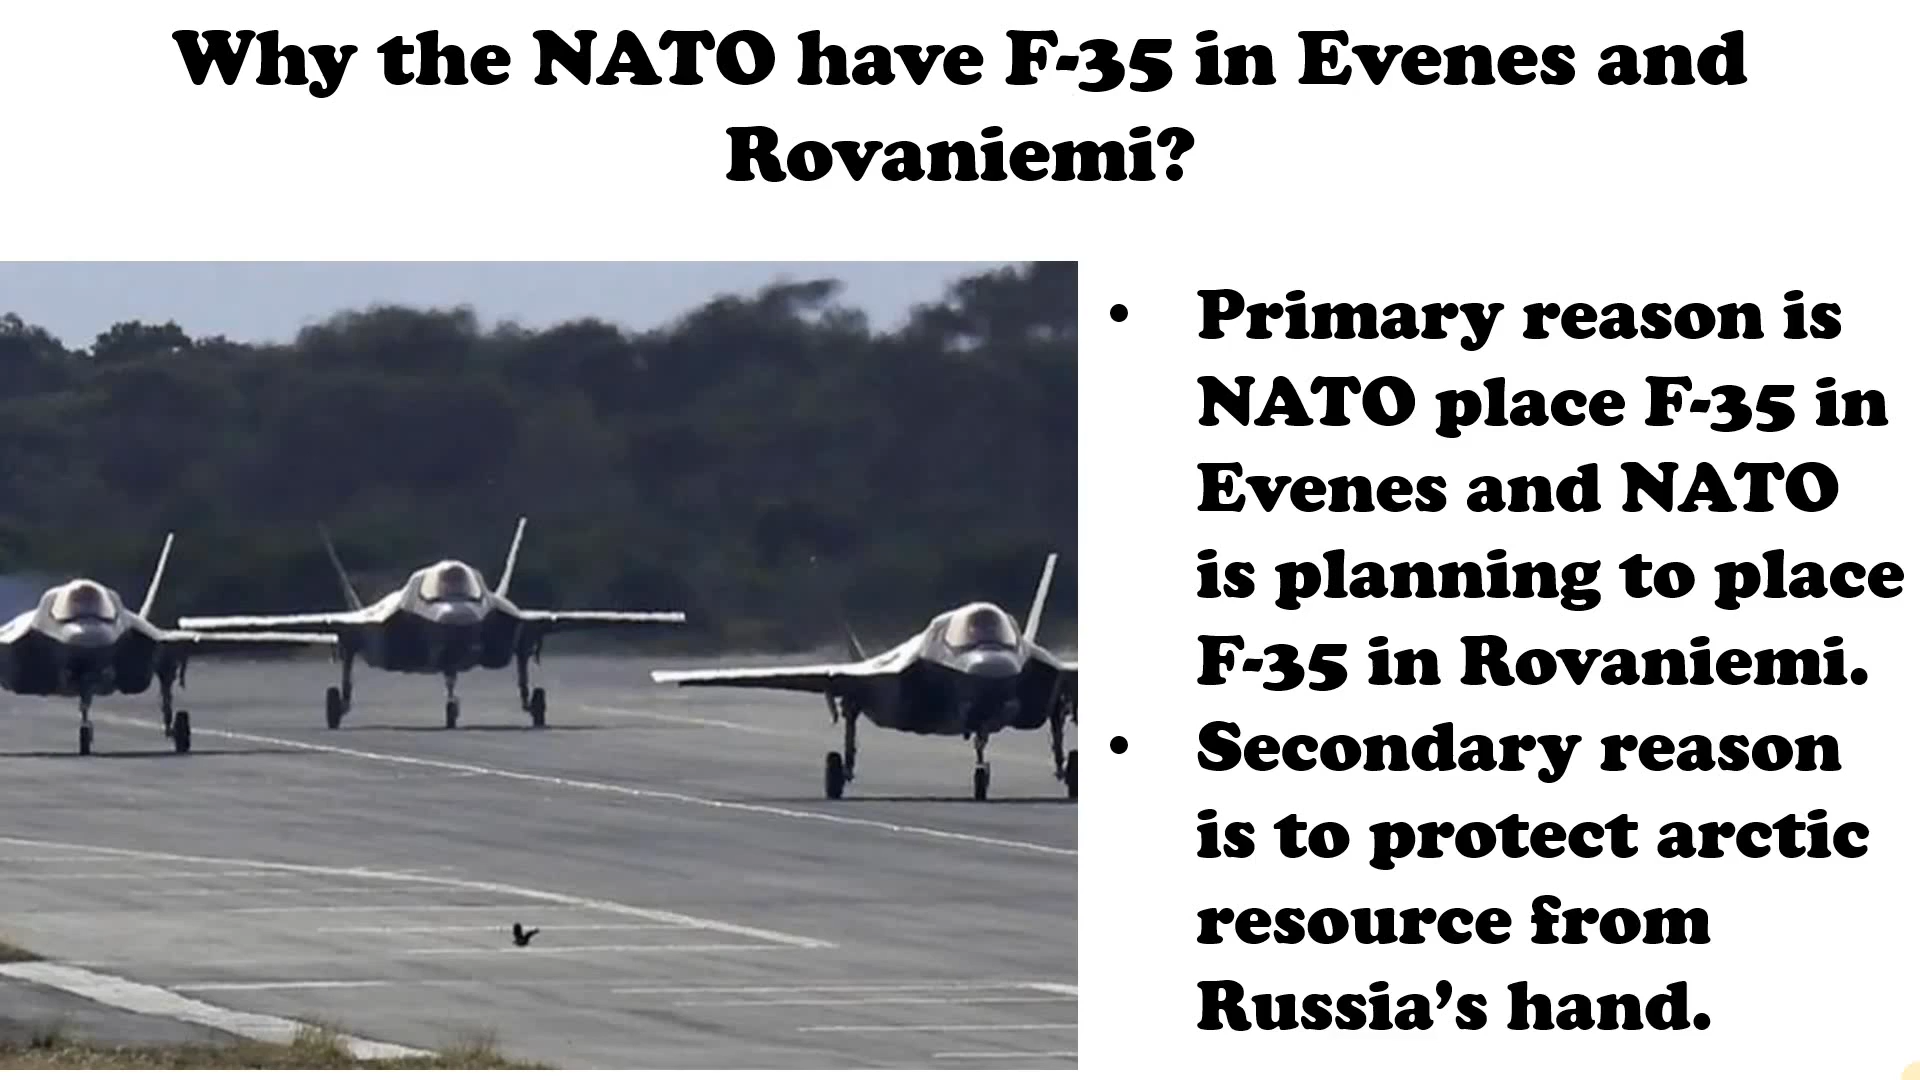 Why the NATO have F-35 in Evenes and
Rovaniemi?
• Primary reason is
NATO place F-35 in
Evenes and NATO
is planning to place
F-35 in Rovaniemi.
• Secondary reason
is to protect arctic
resource from
Russia’s hand.